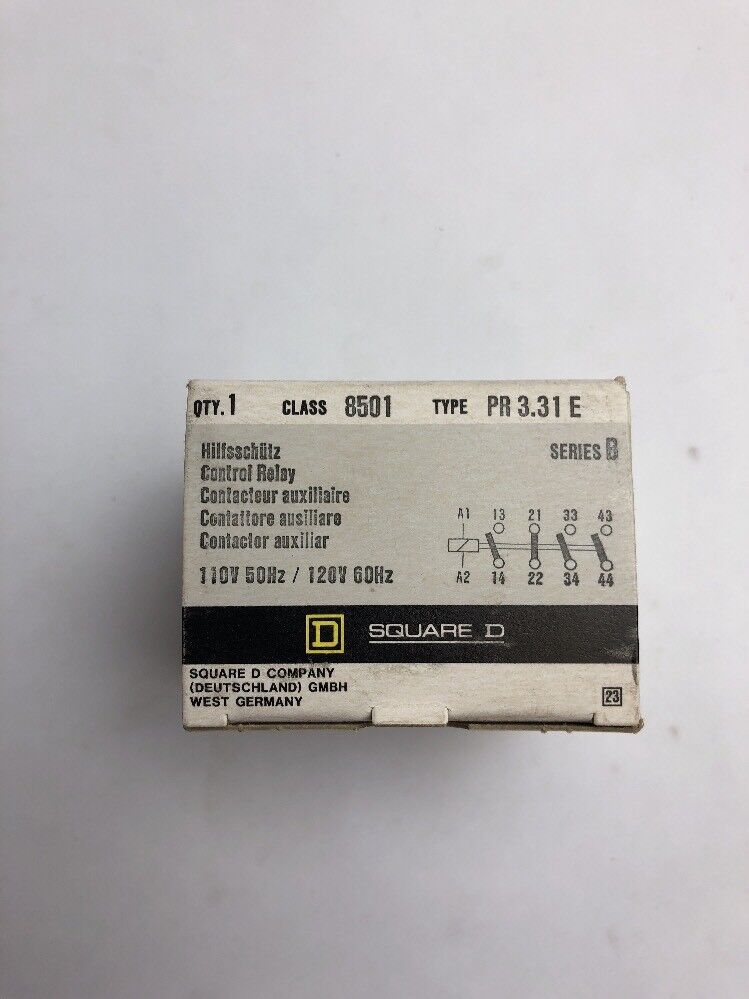 QTY. 1 CLASS 8501 TYPE PR 3.31 E
Hilfsschütz
SERIES B
Control Relay
Contacteur auxiliaire
Contattore ausiliare
Contactor auxiliar
110V 50Hz / 120V 60Hz
A1 13 21 33 43
A2 14 22 34 44
D SQUARE D
SQUARE D COMPANY
(DEUTSCHLAND) GMBH
WEST GERMANY
23